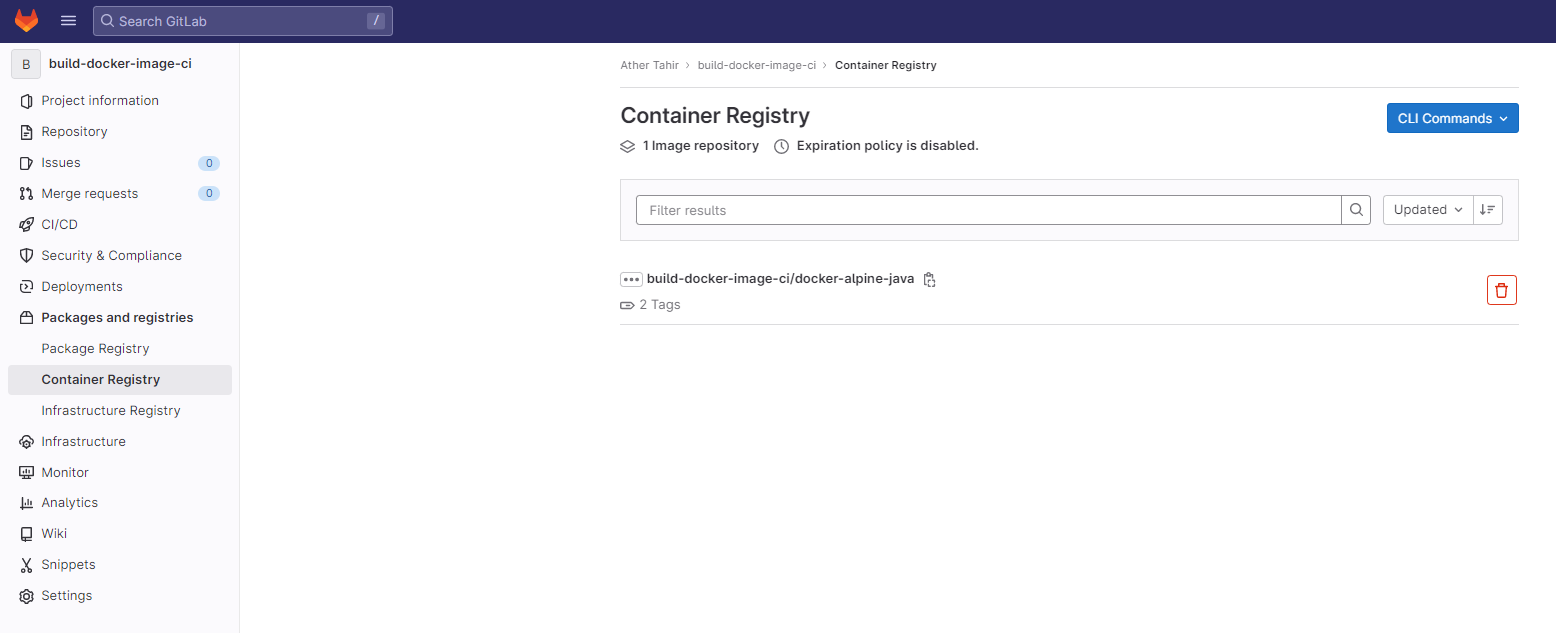 Search GitLab /
B build-docker-image-ci
Project information
Repository
Issues 0
Merge requests 0
CI/CD
Security & Compliance
Deployments
Packages and registries
Package Registry
Container Registry
Infrastructure Registry
Infrastructure
Monitor
Analytics
Wiki
Snippets
Settings
Ather Tahir › build-docker-image-ci › Container Registry
Container Registry
CLI Commands
1 Image repository Expiration policy is disabled.
Filter results
Updated
build-docker-image-ci/docker-alpine-java
2 Tags